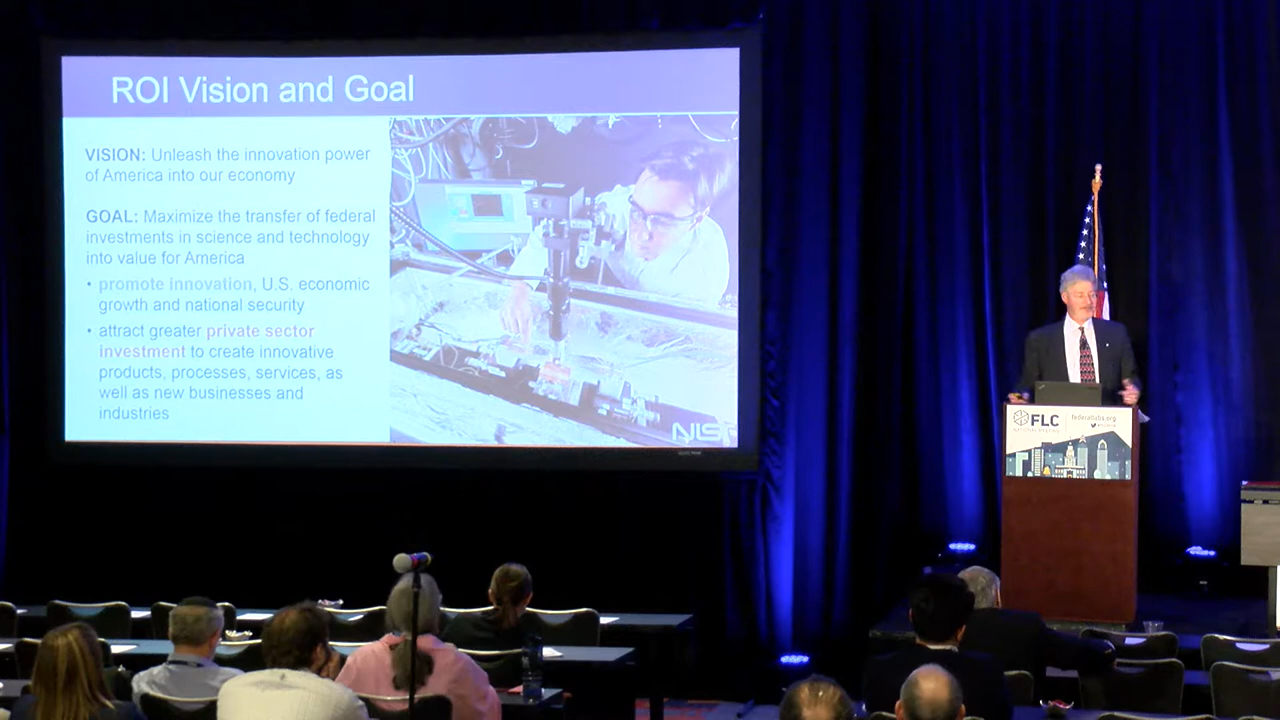 ROI Vision and Goal
VISION: Unleash the innovation power
of America into our economy
GOAL: Maximize the transfer of federal
investments in science and technology
into value for America
• promote innovation, U.S. economic
growth and national security
• attract greater private sector
investment to create innovative
products, processes, services, as
well as new businesses and
industries
NIST
FLC
NATIONAL MEETING
federallabs.org